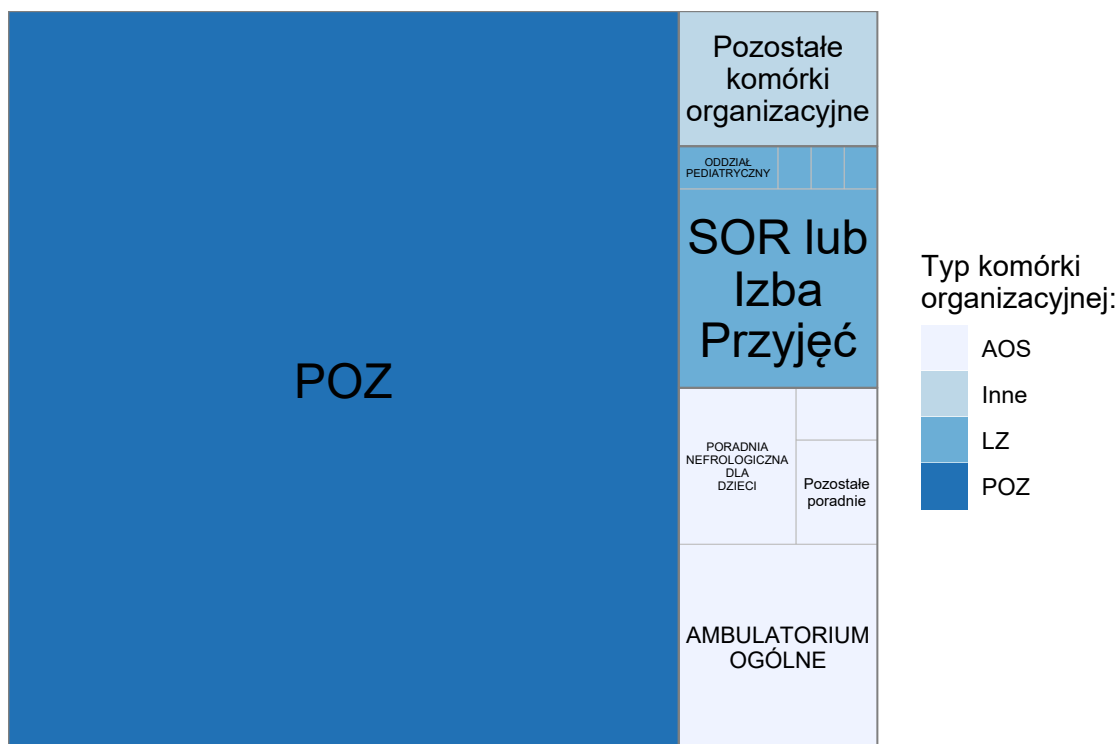 POZ
Pozostałe
komórki
organizacyjne
ODDZIAŁ
PEDIATRYCZNY
SOR lub
Izba
Przyjęć
PORADNIA
NEFROLOGICZNA
DLA
DZIECI
Pozostałe
poradnie
AMBULATORIUM
OGÓLNE
Typ komórki
organizacyjnej:
AOS
Inne
LZ
POZ